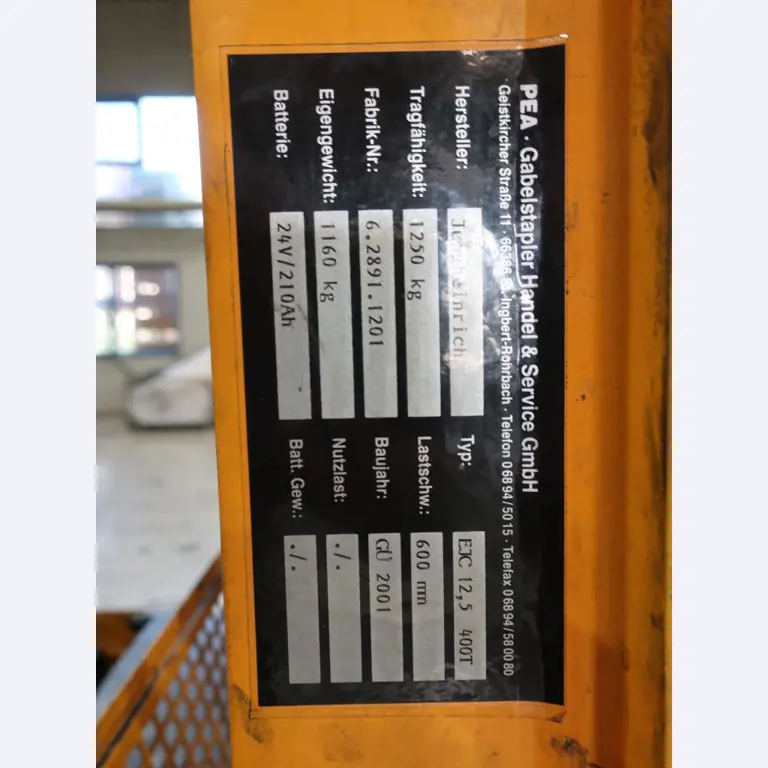 PEA · Gabelstapler Handel & Service GmbH
Geistkircher Straße 11 · 66386 St. Ingbert-Rohrbach · Telefon 0 68 94 / 50 15 · Telefax 0 68 94 / 58 00 80
Hersteller: Jungheinrich Typ: EJC 12,5 400T
Tragfähigkeit: 1250 kg Lastschw.: 600 mm
Fabrik-Nr.: 6.2891.1201 Baujahr: GÜ 2001
Eigengewicht: 1160 kg Nutzlast: ./.
Batterie: 24V/210Ah Batt. Gew.: ./.